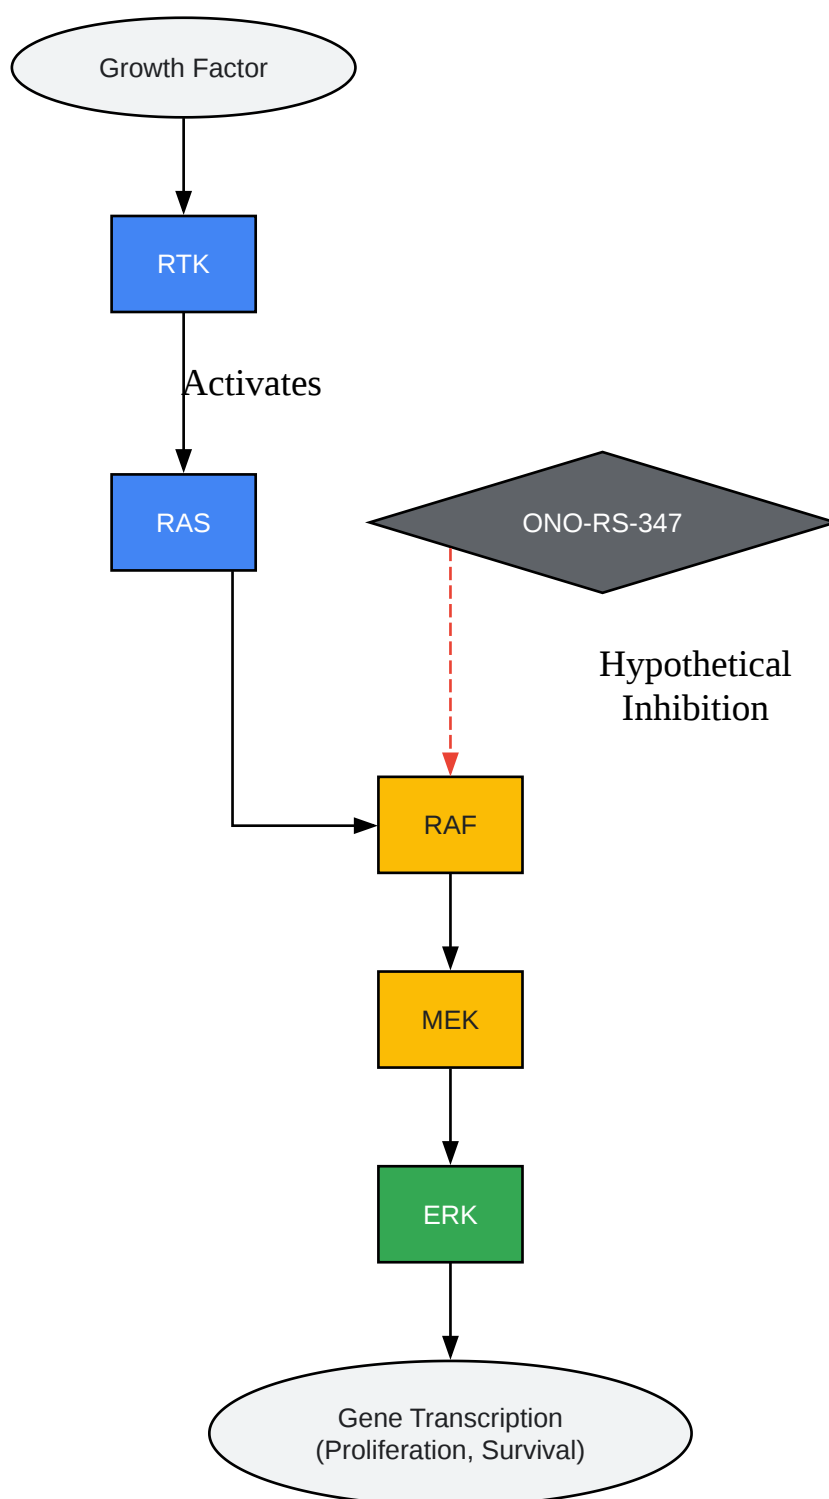 Growth Factor
RTK
Activates
RAS
ONO-RS-347
Hypothetical
Inhibition
RAF
MEK
ERK
Gene Transcription
(Proliferation, Survival)